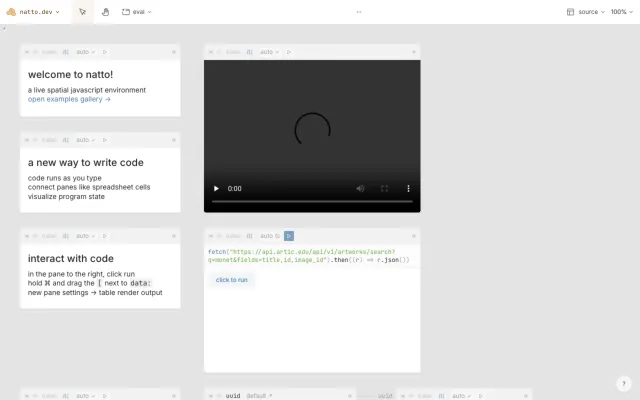 natto.dev
eval
source
100%
auto
welcome to natto!
a live spatial javascript environment
open examples gallery →
auto
0:00
auto
a new way to write code
code runs as you type
connect panes like spreadsheet cells
visualize program state
auto
interact with code
in the pane to the right, click run
hold ⌘ and drag the [ next to data:
new pane settings → table render output
auto
fetch("https://api.artic.edu/api/v1/artworks/search?
q=monet&fields=title,id,image_id").then((r) => r.json())
click to run
auto
uuid default *
uuid
auto
?